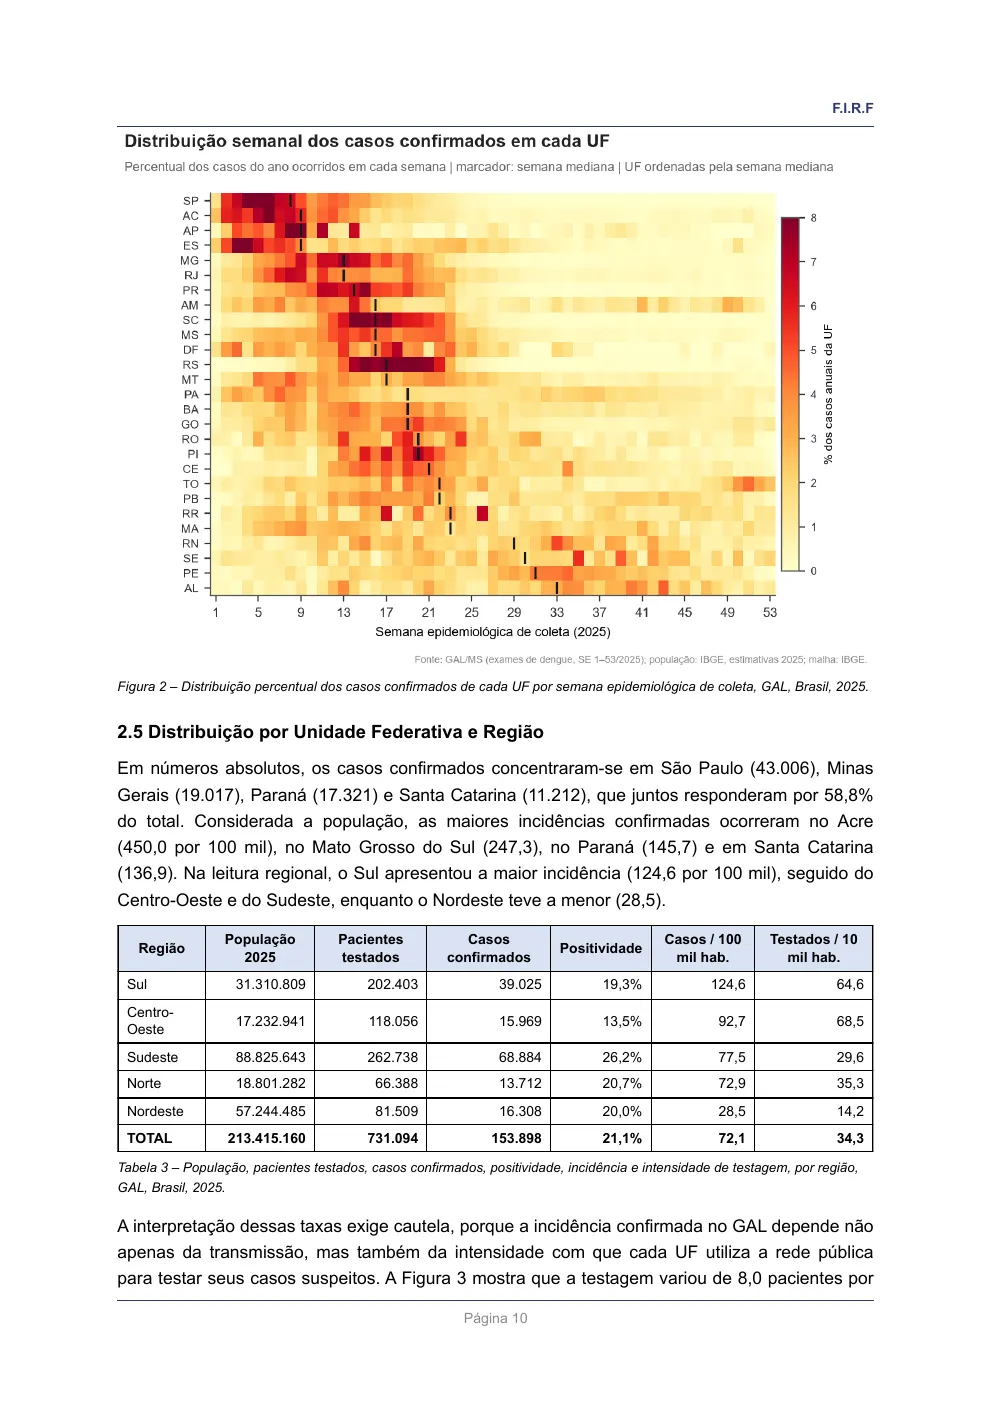 F.I.R.F
Distribuição semanal dos casos confirmados em cada UF
Percentual dos casos do ano ocorridos em cada semana | marcador: semana mediana | UF ordenadas pela semana mediana
SP
AC
AP
ES
MG
RJ
PR
AM
SC
MS
DF
RS
MT
PA
BA
GO
RO
PI
CE
TO
PB
RR
MA
RN
SE
PE
AL
1 5 9 13 17 21 25 29 33 37 41 45 49 53
Semana epidemiológica de coleta (2025)
8
7
6
5
4
3
2
1
0
% dos casos anuais da UF
Fonte: GAL/MS (exames de dengue, SE 1–53/2025); população: IBGE, estimativas 2025; malha: IBGE.
Figura 2 – Distribuição percentual dos casos confirmados de cada UF por semana epidemiológica de coleta, GAL, Brasil, 2025.
2.5 Distribuição por Unidade Federativa e Região
Em números absolutos, os casos confirmados concentraram-se em São Paulo (43.006), Minas
Gerais (19.017), Paraná (17.321) e Santa Catarina (11.212), que juntos responderam por 58,8%
do total. Considerada a população, as maiores incidências confirmadas ocorreram no Acre
(450,0 por 100 mil), no Mato Grosso do Sul (247,3), no Paraná (145,7) e em Santa Catarina
(136,9). Na leitura regional, o Sul apresentou a maior incidência (124,6 por 100 mil), seguido do
Centro-Oeste e do Sudeste, enquanto o Nordeste teve a menor (28,5).
Região População 2025 Pacientes testados Casos confirmados Positividade Casos / 100 mil hab. Testados / 10 mil hab.
Sul 31.310.809 202.403 39.025 19,3% 124,6 64,6
Centro-Oeste 17.232.941 118.056 15.969 13,5% 92,7 68,5
Sudeste 88.825.643 262.738 68.884 26,2% 77,5 29,6
Norte 18.801.282 66.388 13.712 20,7% 72,9 35,3
Nordeste 57.244.485 81.509 16.308 20,0% 28,5 14,2
TOTAL 213.415.160 731.094 153.898 21,1% 72,1 34,3
Tabela 3 – População, pacientes testados, casos confirmados, positividade, incidência e intensidade de testagem, por região,
GAL, Brasil, 2025.
A interpretação dessas taxas exige cautela, porque a incidência confirmada no GAL depende não
apenas da transmissão, mas também da intensidade com que cada UF utiliza a rede pública
para testar seus casos suspeitos. A Figura 3 mostra que a testagem variou de 8,0 pacientes por
Página 10